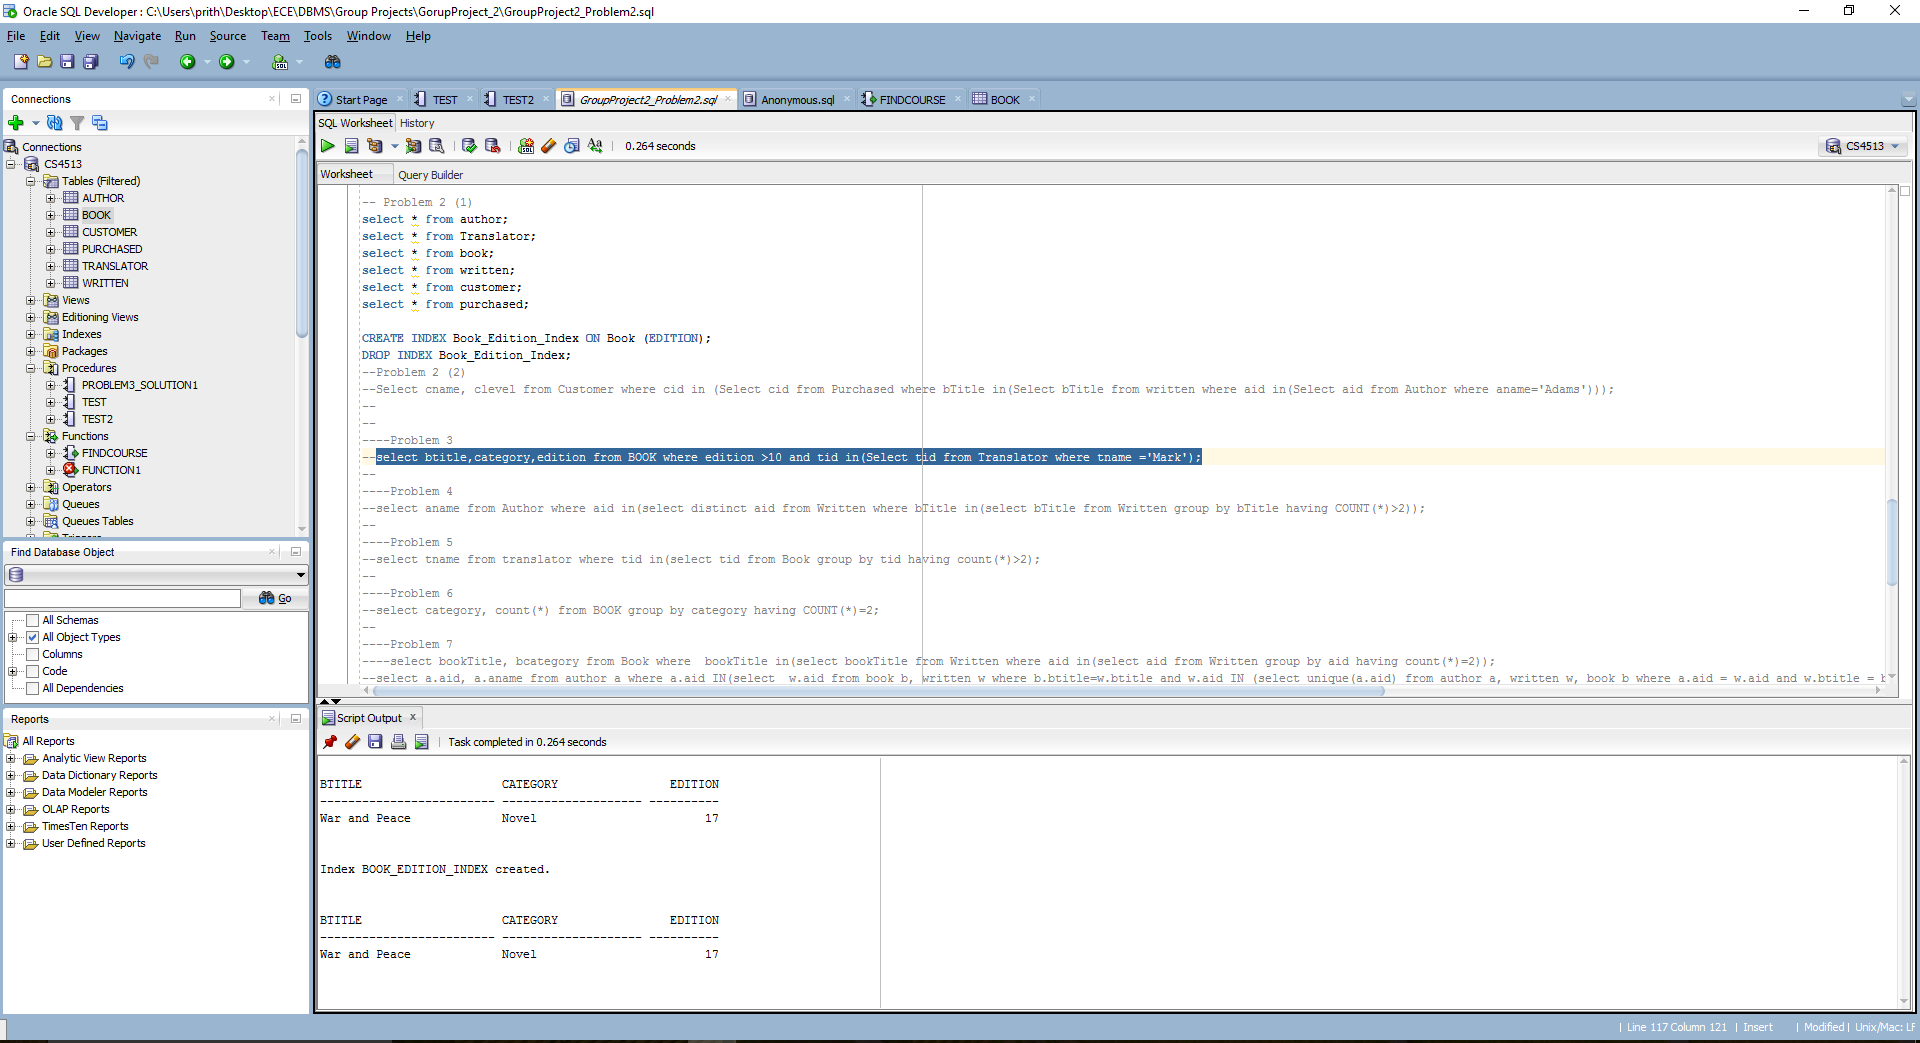 Oracle SQL Developer : C:\Users\prith\Desktop\ECE\DBMS\Group Projects\GorupProject_2\GroupProject2_Problem2.sql
File Edit View Navigate Run Source Team Tools Window Help
Connections
Connections
CS4513
Tables (Filtered)
AUTHOR
BOOK
CUSTOMER
PURCHASED
TRANSLATOR
WRITTEN
Views
Editioning Views
Indexes
Packages
Procedures
PROBLEM3_SOLUTION1
TEST
TEST2
Functions
FINDCOURSE
FUNCTION1
Operators
Queues
Queues Tables
Triggers
Find Database Object
Go
All Schemas
All Object Types
Columns
Code
All Dependencies
Reports
All Reports
Analytic View Reports
Data Dictionary Reports
Data Modeler Reports
OLAP Reports
TimesTen Reports
User Defined Reports
Start Page TEST TEST2 GroupProject2_Problem2.sql Anonymous.sql FINDCOURSE BOOK
SQL Worksheet History
0.264 seconds
CS4513
Worksheet Query Builder
-- Problem 2 (1)
select * from author;
select * from Translator;
select * from book;
select * from written;
select * from customer;
select * from purchased;
CREATE INDEX Book_Edition_Index ON Book (EDITION);
DROP INDEX Book_Edition_Index;
--Problem 2 (2)
--Select cname, clevel from Customer where cid in (Select cid from Purchased where bTitle in(Select bTitle from written where aid in(Select aid from Author where aname='Adams')));
--
--
----Problem 3
--select btitle,category,edition from BOOK where edition >10 and tid in(Select tid from Translator where tname ='Mark');
--
----Problem 4
--select aname from Author where aid in(select distinct aid from Written where bTitle in(select bTitle from Written group by bTitle having COUNT(*)>2));
--
----Problem 5
--select tname from translator where tid in(select tid from Book group by tid having count(*)>2);
--
----Problem 6
--select category, count(*) from BOOK group by category having COUNT(*)=2;
--
----Problem 7
----select bookTitle, bcategory from Book where  bookTitle in(select bookTitle from Written where aid in(select aid from Written group by aid having count(*)=2));
--select a.aid, a.aname from author a where a.aid IN(select  w.aid from book b, written w where b.btitle=w.btitle and w.aid IN (select unique(a.aid) from author a, written w, book b where a.aid = w.aid and w.btitle = b
Script Output
Task completed in 0.264 seconds
BTITLE CATEGORY EDITION
------------------------- -------------------- ----------
War and Peace Novel 17
Index BOOK_EDITION_INDEX created.
BTITLE CATEGORY EDITION
------------------------- -------------------- ----------
War and Peace Novel 17
Line 117 Column 121 | Insert | Modified | Unix/Mac: LF